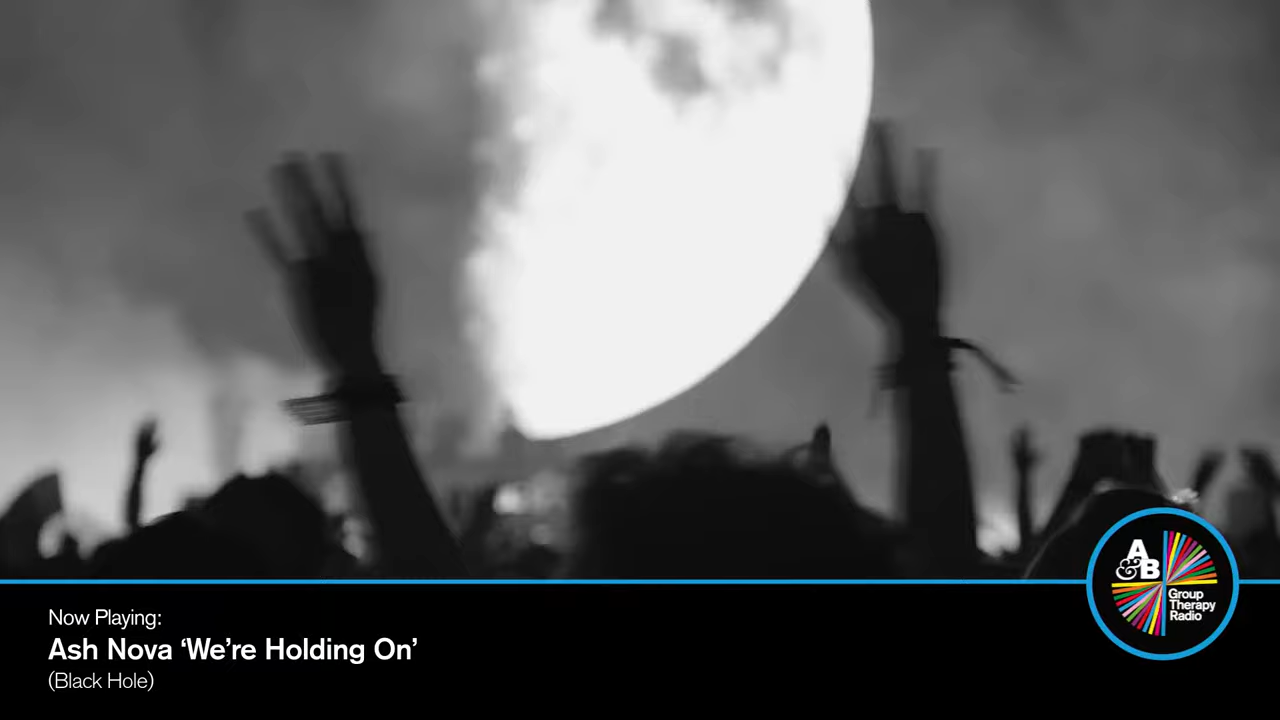 Now Playing:
Ash Nova ‘We’re Holding On’
(Black Hole)
A
&B
Group
Therapy
Radio